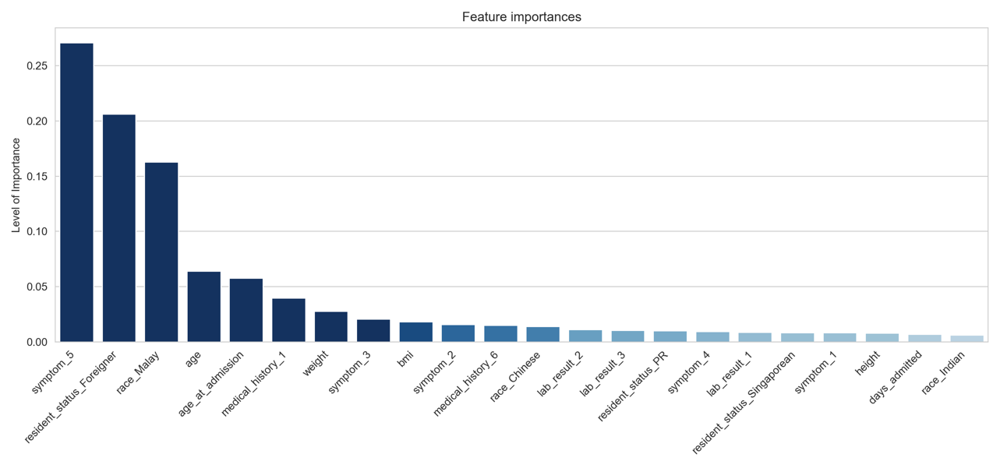 Feature importances
Level of Importance
0.25
0.20
0.15
0.10
0.05
0.00
symptom_5
resident_status_Foreigner
race_Malay
age
age_at_admission
medical_history_1
weight
symptom_3
bmi
symptom_2
medical_history_6
race_Chinese
lab_result_2
lab_result_3
resident_status_PR
symptom_4
lab_result_1
resident_status_Singaporean
symptom_1
height
days_admitted
race_Indian